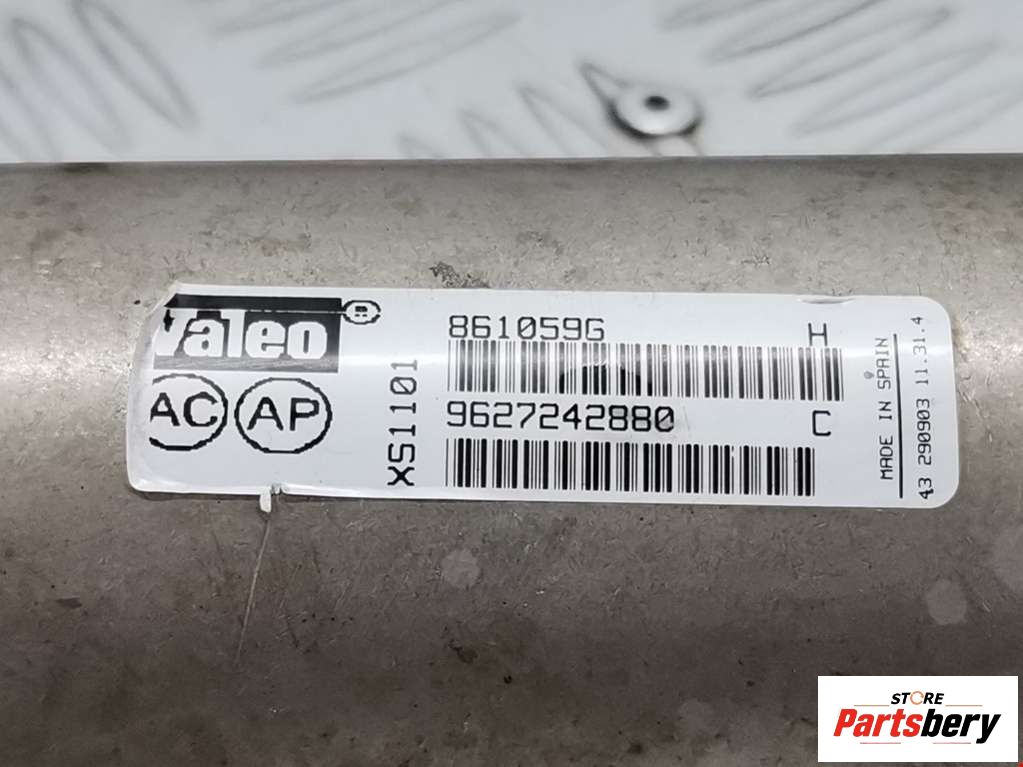 Valeo®
AC AP
XS1101
861059G H
9627242880 C
MADE IN SPAIN
43 290903 11.31.4
STORE
Partsbery